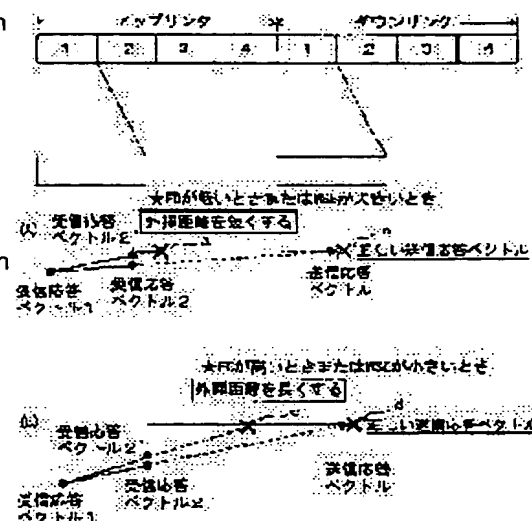 アップリンク ダウンリンク
1 2 3 4 1 2 3 4
★FDが低いときまたは が大きいとき
外挿距離を短くする
受信応答
ベクトル2
正しい送信応答ベクトル
受信応答
ベクトル1
受信応答
ベクトル2
送信応答
ベクトル
★FDが高いときまたは が小さいとき
外挿距離を長くする
受信応答
ベクトル2
正しい送信応答ベクトル
受信応答
ベクトル1
受信応答
ベクトル2
送信応答
ベクトル